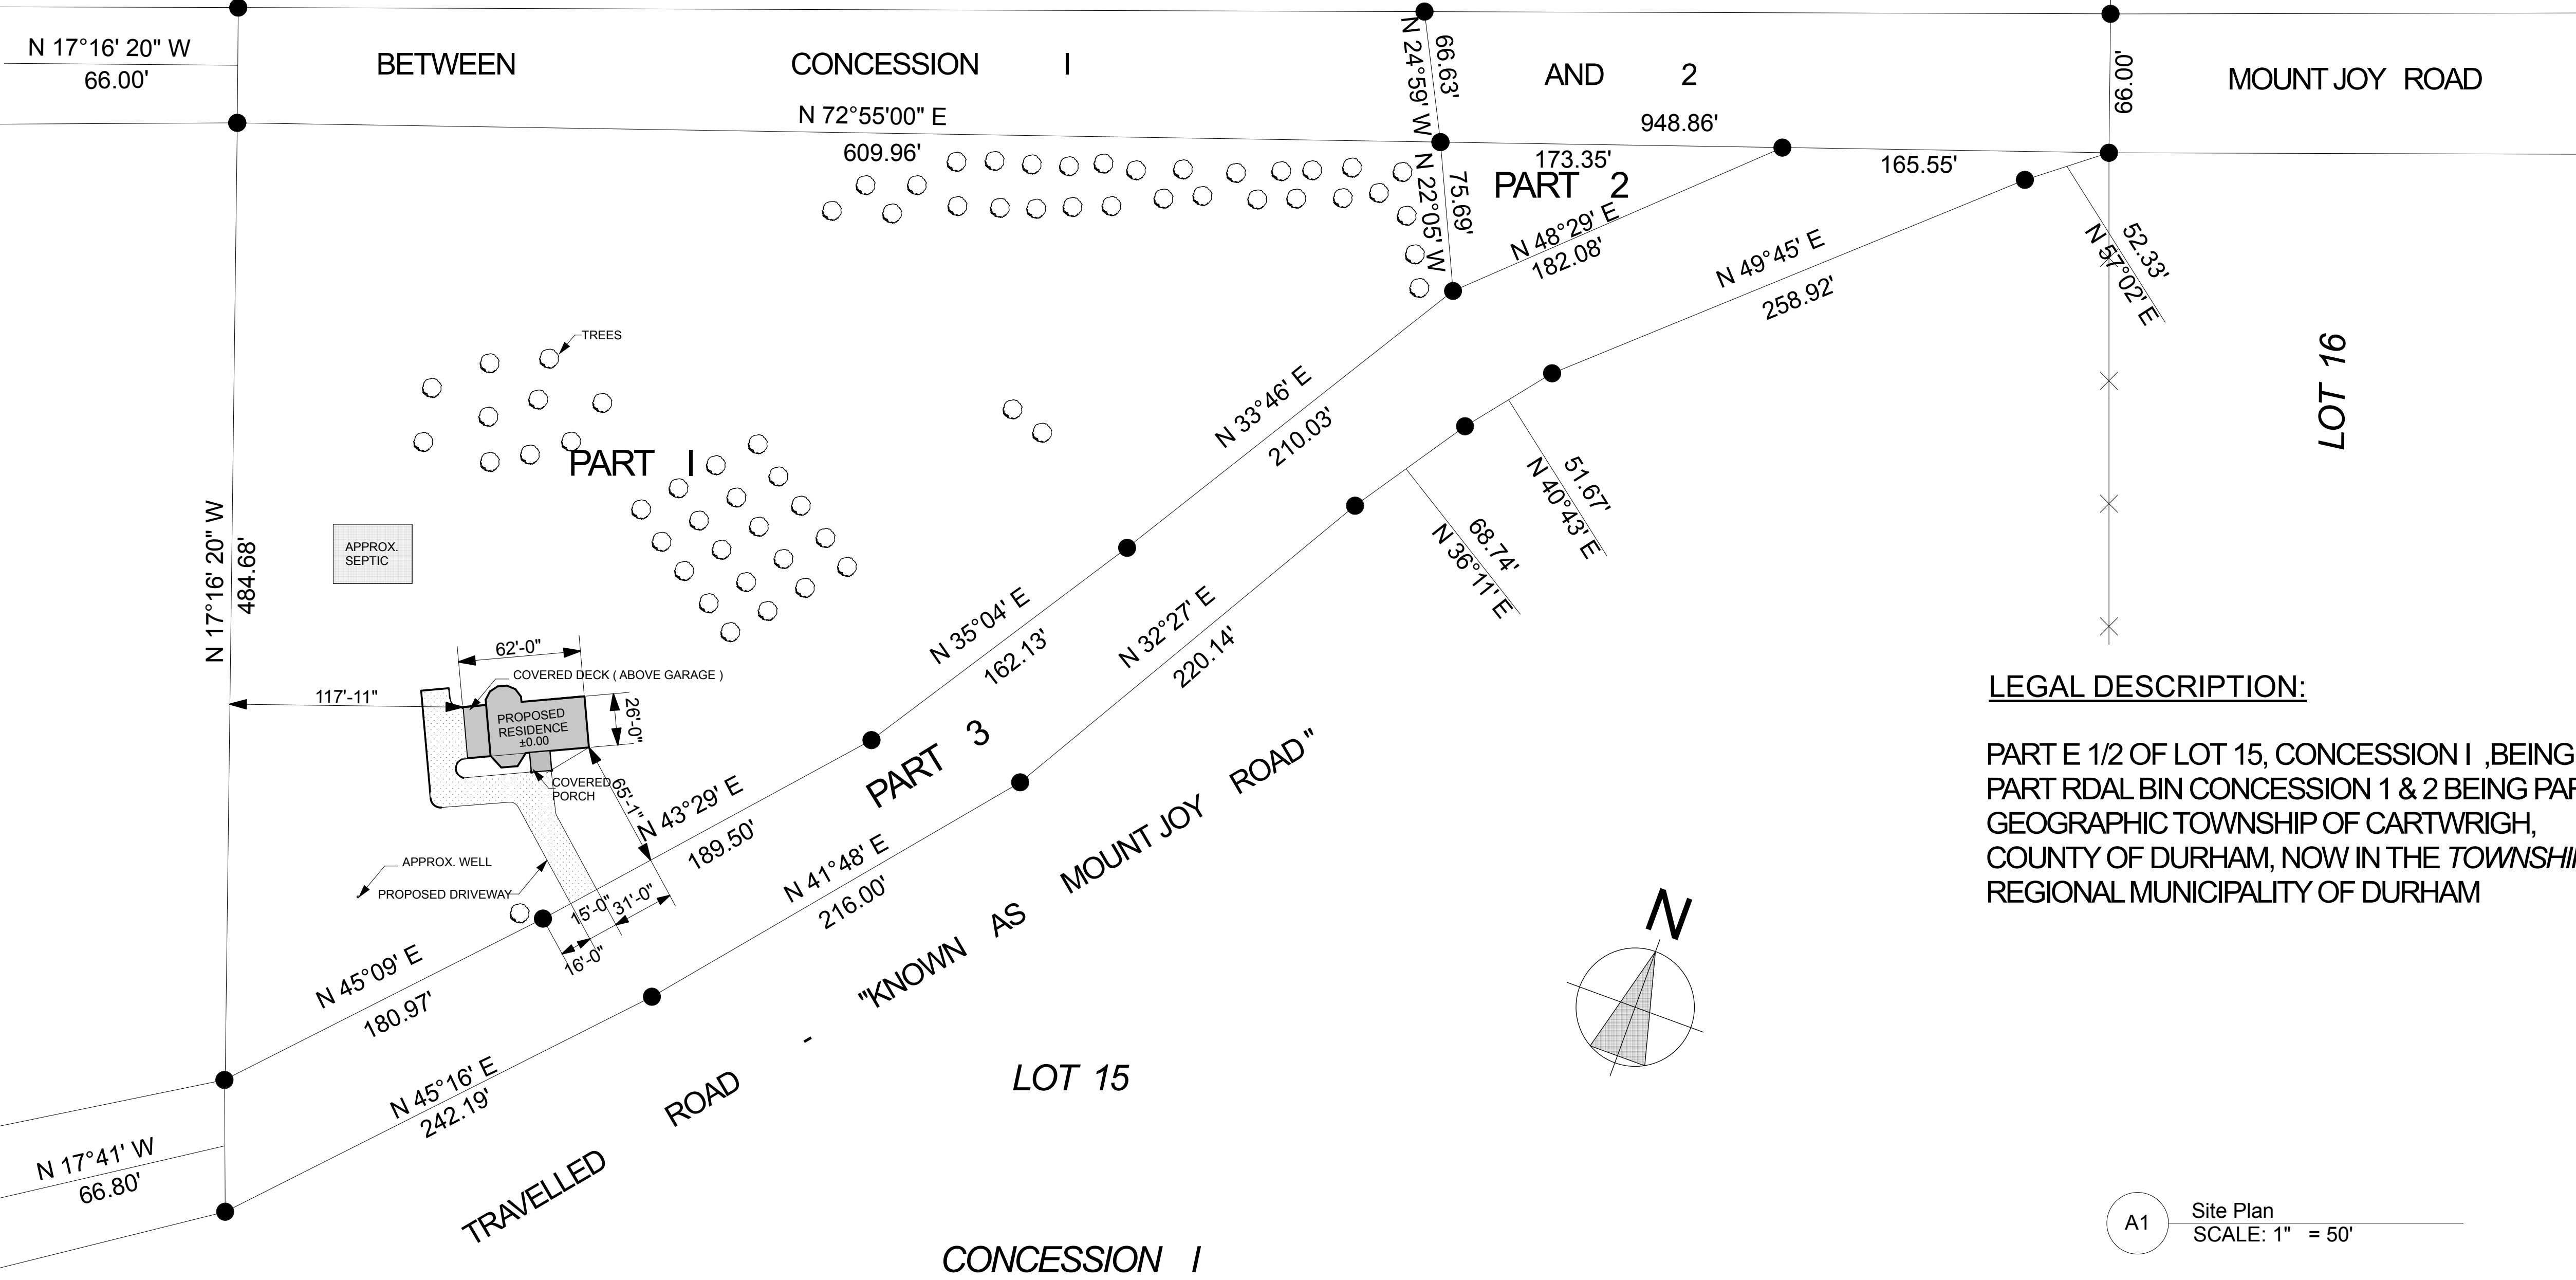 N 17°16' 20" W
66.00'
BETWEEN CONCESSION I AND 2 MOUNT JOY ROAD
N 24°59' W
66.63'
66.00'
N 72°55'00" E
948.86'
609.96'
173.35'
165.55'
PART 2
N 22°05' W
75.69'
N 48°29' E
182.08'
N 49°45' E
258.92'
52.33'
N 57°02' E
LOT 16
TREES
PART I
N 33°46' E
210.03'
51.67'
N 40°43' E
68.74'
N 36°11' E
N 17°16' 20" W
484.68'
APPROX.
SEPTIC
N 35°04' E
162.13'
N 32°27' E
220.14'
62'-0"
COVERED DECK ( ABOVE GARAGE )
117'-11"
PROPOSED
RESIDENCE
±0.00
26'-0"
COVERED
PORCH
65'-1"
N 43°29' E
189.50'
PART 3
APPROX. WELL
PROPOSED DRIVEWAY
15'-0"
31'-0"
16'-0"
N 41°48' E
216.00'
N 45°09' E
180.97'
N 45°16' E
242.19'
TRAVELLED ROAD - "KNOWN AS MOUNT JOY ROAD"
N 17°41' W
66.80'
LOT 15
CONCESSION I
N
LEGAL DESCRIPTION:
PART E 1/2 OF LOT 15, CONCESSION I ,BEING
PART RDAL BIN CONCESSION 1 & 2 BEING PAR
GEOGRAPHIC TOWNSHIP OF CARTWRIGH,
COUNTY OF DURHAM, NOW IN THE TOWNSHI
REGIONAL MUNICIPALITY OF DURHAM
A1
Site Plan
SCALE: 1" = 50'